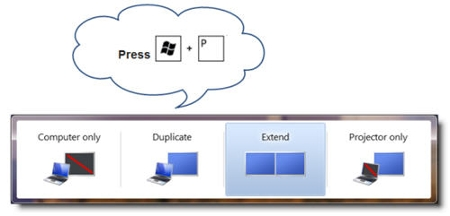 Press + P
Computer only Duplicate Extend Projector only